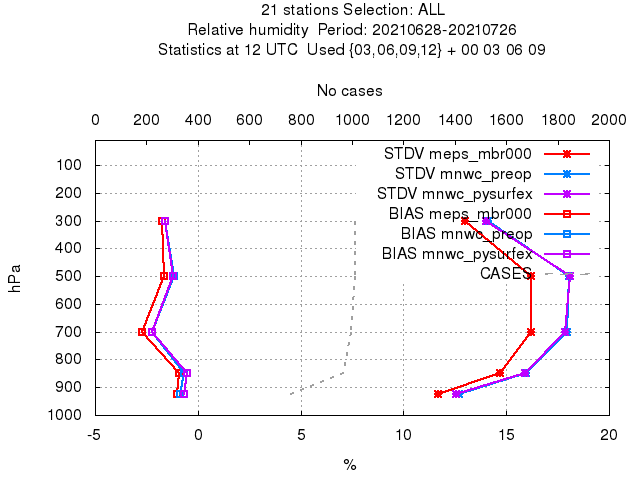 21 stations Selection: ALL
Relative humidity  Period: 20210628-20210726
Statistics at 12 UTC  Used {03,06,09,12} + 00 03 06 09
No cases
0 200 400 600 800 1000 1200 1400 1600 1800 2000
100
200
300
400
500
600
700
800
900
1000
hPa
STDV meps_mbr000
STDV mnwc_preop
STDV mnwc_pysurfex
BIAS meps_mbr000
BIAS mnwc_preop
BIAS mnwc_pysurfex
CASES
-5 0 5 10 15 20
%